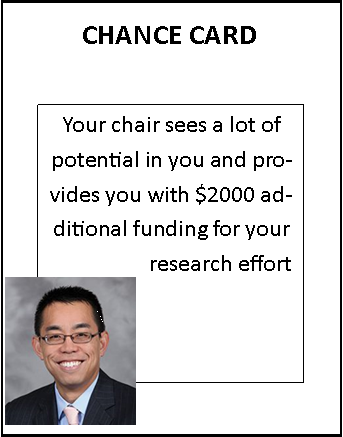 CHANCE CARD
Your chair sees a lot of
potential in you and pro-
vides you with $2000 ad-
ditional funding for your
research effort